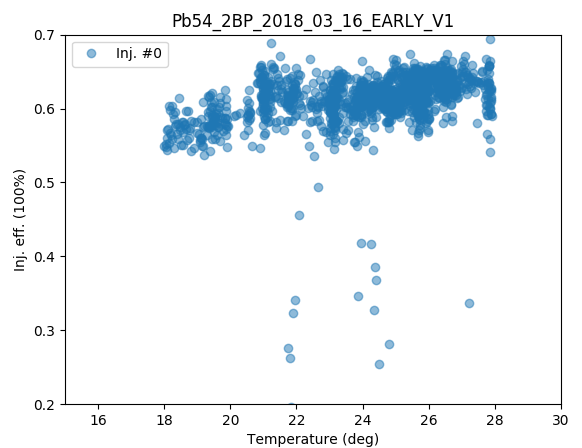 Pb54_2BP_2018_03_16_EARLY_V1
Inj. #0
0.7
0.6
0.5
0.4
0.3
0.2
Inj. eff. (100%)
16 18 20 22 24 26 28 30
Temperature (deg)